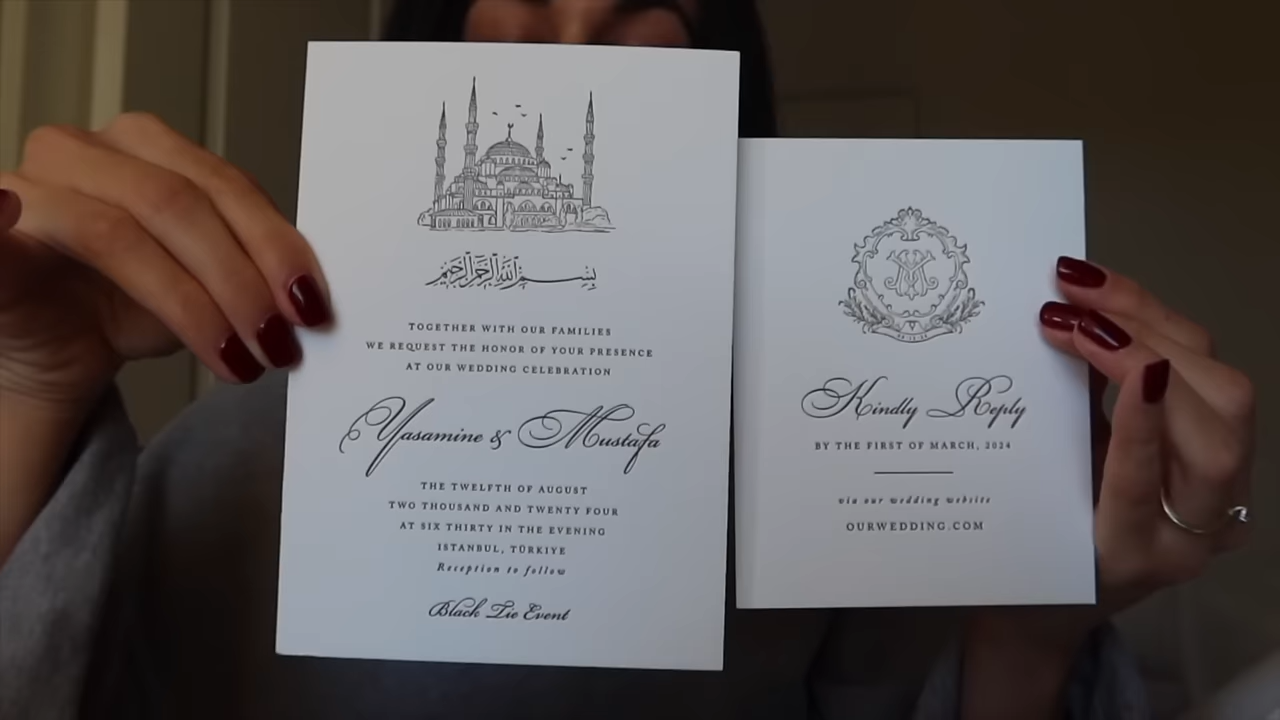 بسم الله الرحمن الرحيم
TOGETHER WITH OUR FAMILIES
WE REQUEST THE HONOR OF YOUR PRESENCE
AT OUR WEDDING CELEBRATION
Yasamine & Mustafa
THE TWELFTH OF AUGUST
TWO THOUSAND AND TWENTY FOUR
AT SIX THIRTY IN THE EVENING
ISTANBUL, TÜRKIYE
Reception to follow
Black Tie Event
Kindly Reply
BY THE FIRST OF MARCH, 2024
via our wedding website
OURWEDDING.COM